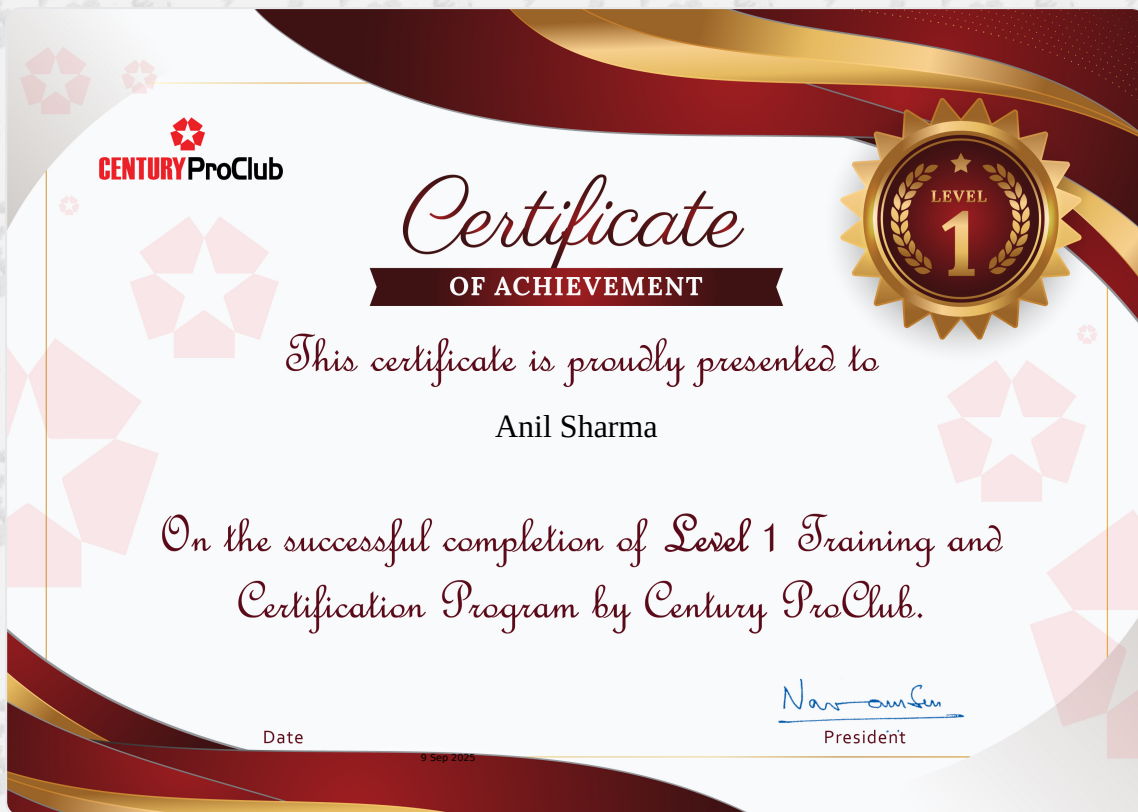 CENTURY ProClub
Certificate
OF ACHIEVEMENT
LEVEL
1
This certificate is proudly presented to
Anil Sharma
On the successful completion of Level 1 Training and
Certification Program by Century ProClub.
Date
9 Sep 2025
President